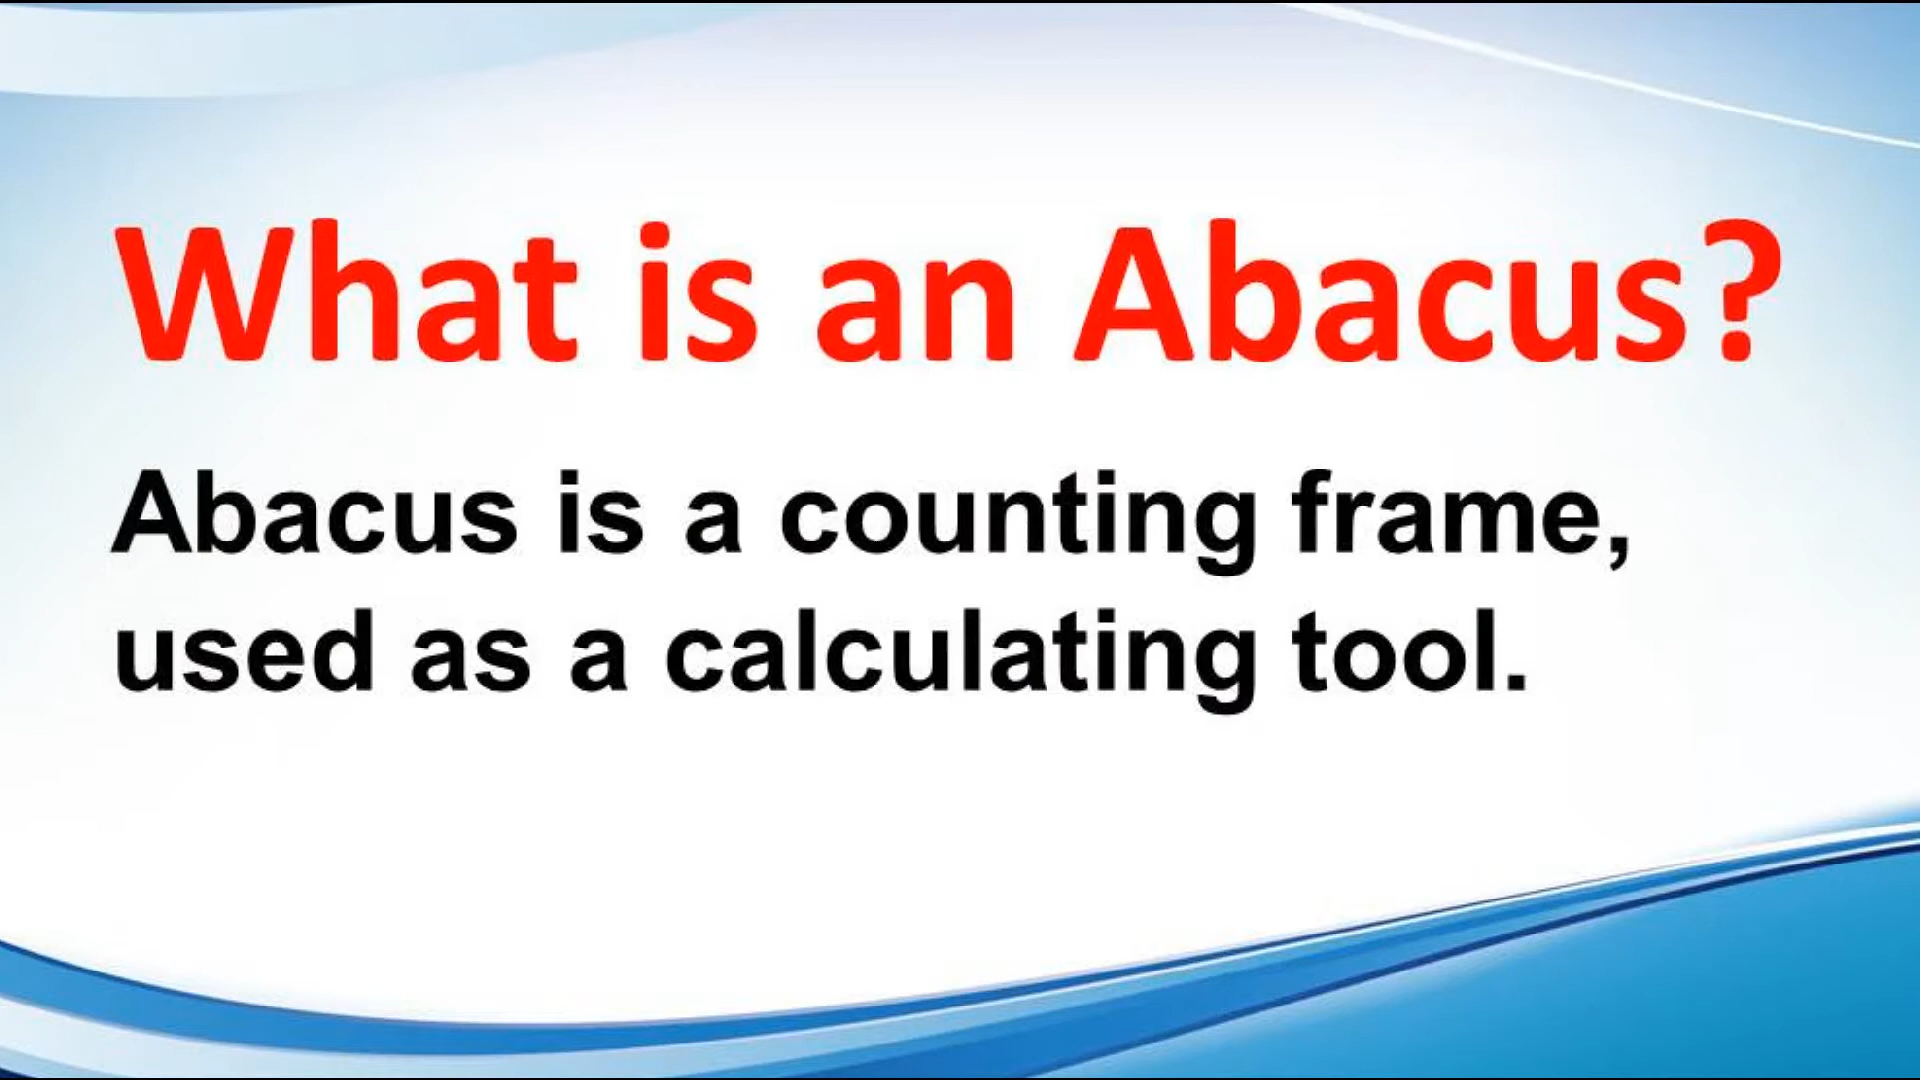 What is an Abacus?
Abacus is a counting frame,
used as a calculating tool.